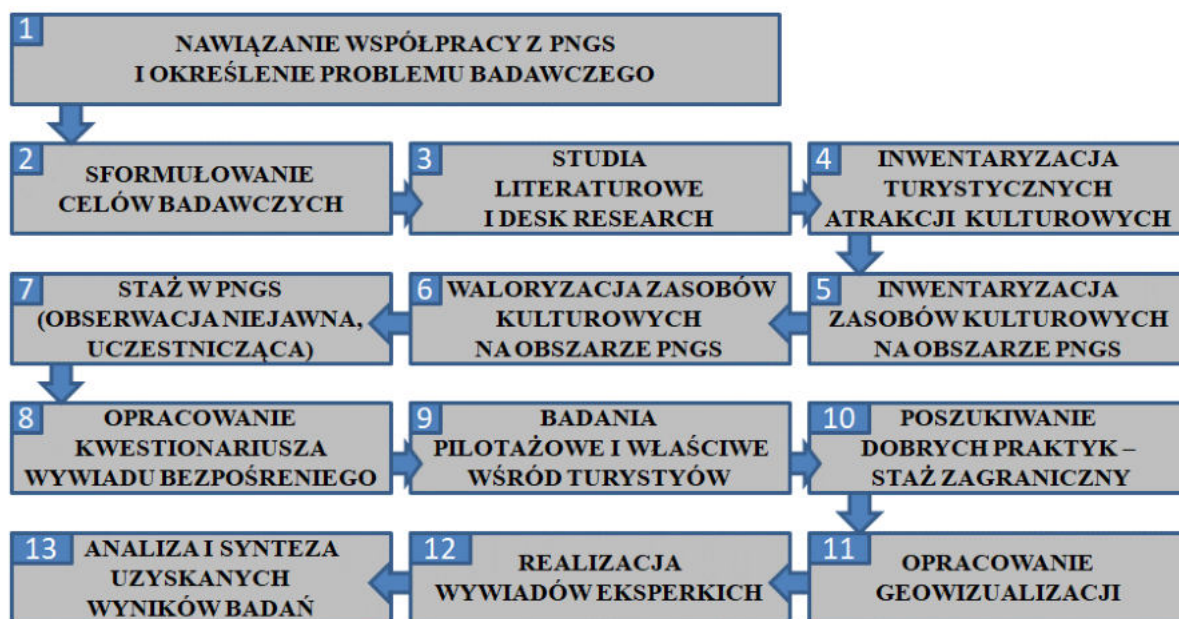 1
NAWIĄZANIE WSPÓŁPRACY Z PNGS
I OKREŚLENIE PROBLEMU BADAWCZEGO
2
SFORMUŁOWANIE
CELÓW BADAWCZYCH
3
STUDIA
LITERATUROWE
I DESK RESEARCH
4
INWENTARYZACJA
TURYSTYCZNYCH
ATRAKCJI KULTUROWYCH
5
INWENTARYZACJA
ZASOBÓW KULTUROWYCH
NA OBSZARZE PNGS
6
WALORYZACJA ZASOBÓW
KULTUROWYCH
NA OBSZARZE PNGS
7
STAŻ W PNGS
(OBSERWACJA NIEJAWNA,
UCZESTNICZĄCA)
8
OPRACOWANIE
KWESTIONARIUSZA
WYWIADU BEZPOŚRENIEGO
9
BADANIA
PILOTAŻOWE I WŁAŚCIWE
WŚRÓD TURYSTYÓW
10
POSZUKIWANIE
DOBRYCH PRAKTYK –
STAŻ ZAGRANICZNY
11
OPRACOWANIE
GEOWIZUALIZACJI
12
REALIZACJA
WYWIADÓW EKSPERKICH
13
ANALIZA I SYNTEZA
UZYSKANYCH
WYNIKÓW BADAŃ